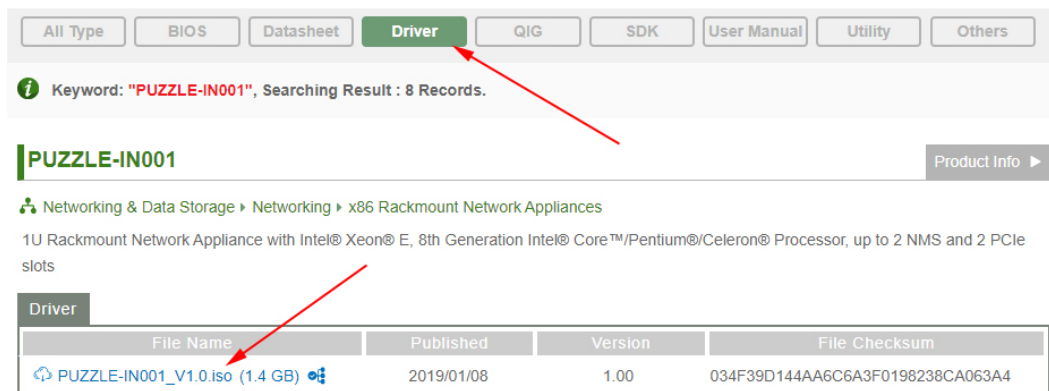 All Type BIOS Datasheet Driver QIG SDK User Manual Utility Others
Keyword: "PUZZLE-IN001", Searching Result : 8 Records.
PUZZLE-IN001 Product Info
Networking & Data Storage Networking x86 Rackmount Network Appliances
1U Rackmount Network Appliance with Intel® Xeon® E, 8th Generation Intel® Core™/Pentium®/Celeron® Processor, up to 2 NMS and 2 PCIe
slots
Driver
File Name Published Version File Checksum
PUZZLE-IN001_V1.0.iso (1.4 GB) 2019/01/08 1.00 034F39D144AA6C6A3F0198238CA063A4